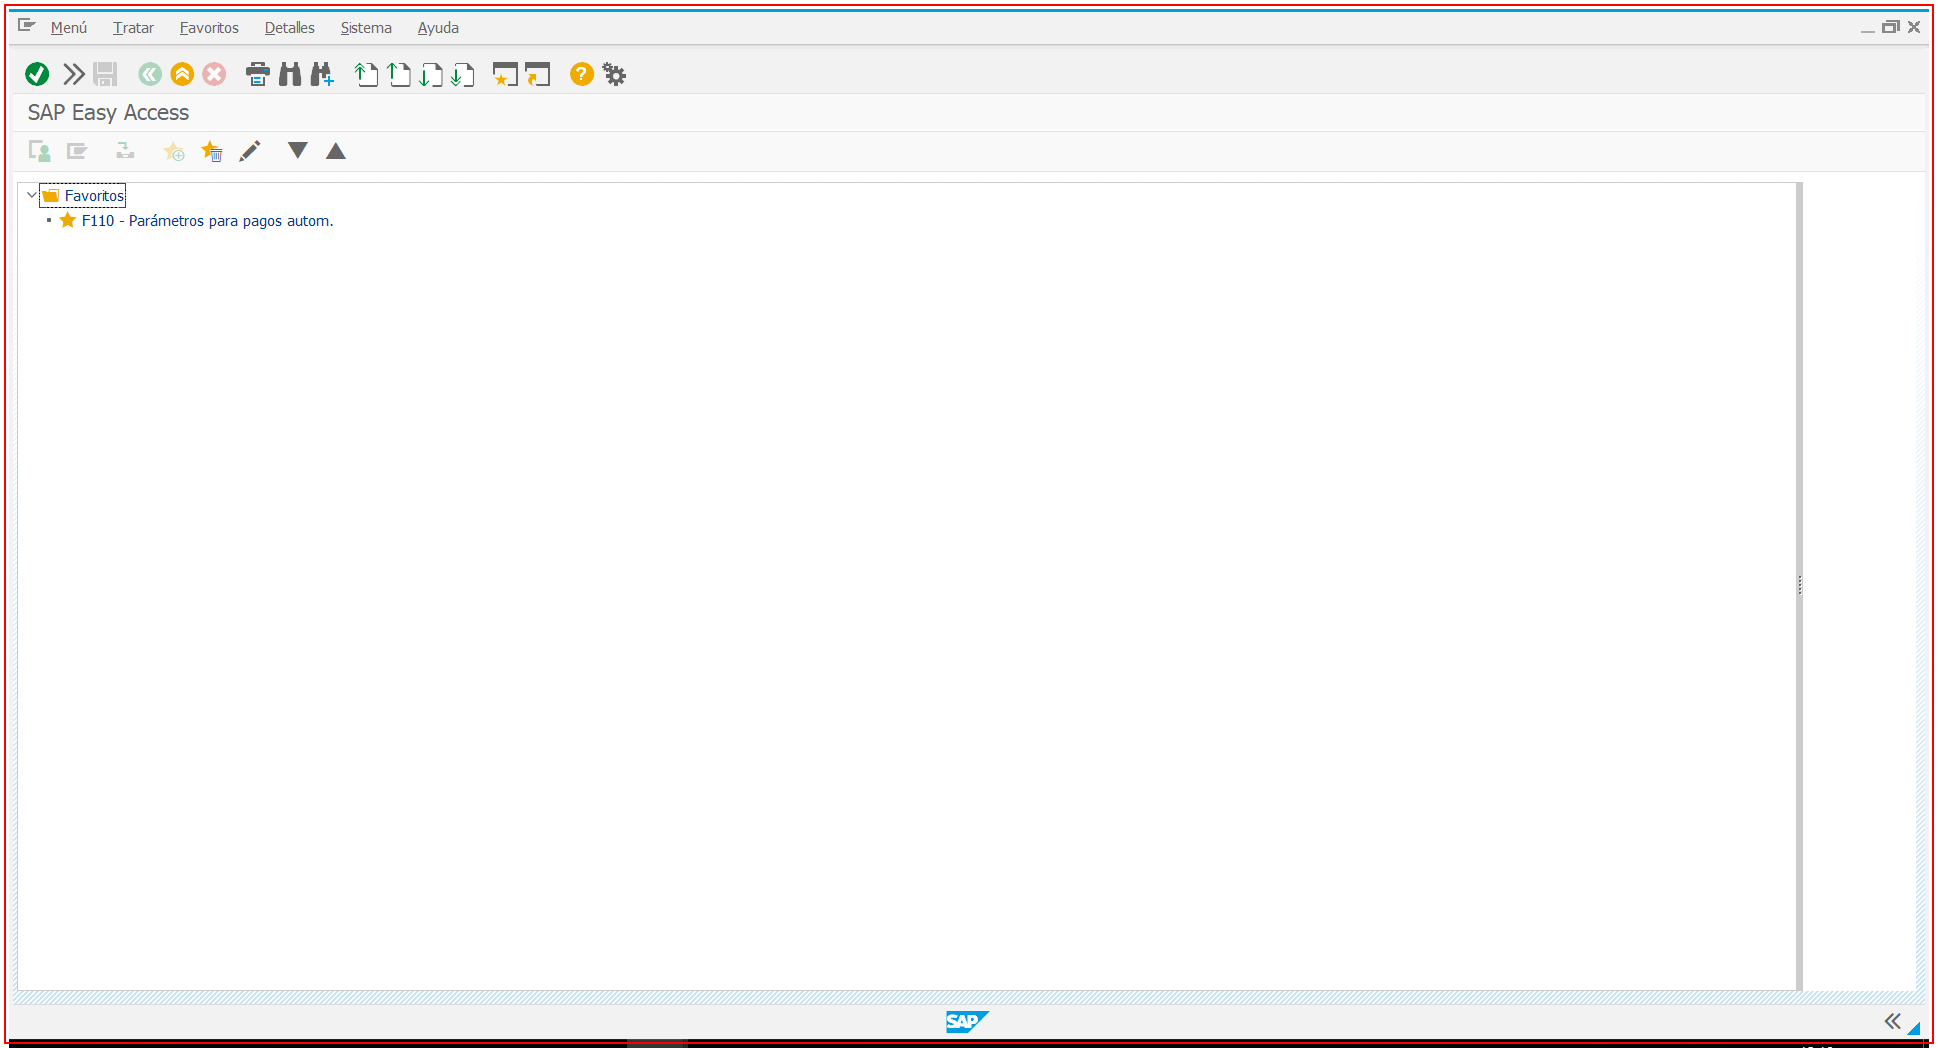 Menú Tratar Favoritos Detalles Sistema Ayuda
SAP Easy Access
Favoritos
F110 - Parámetros para pagos autom.
SAP